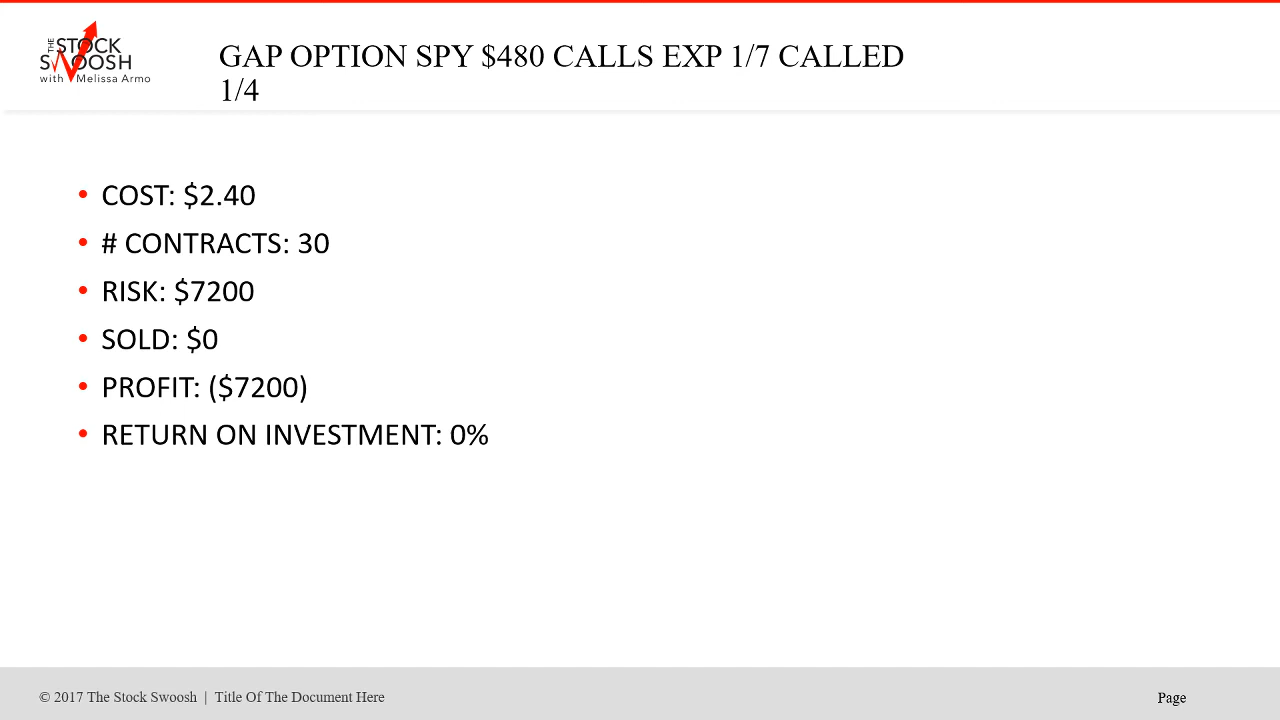 THE
STOCK
SWOOSH
with Melissa Armo
GAP OPTION SPY $480 CALLS EXP 1/7 CALLED
1/4
• COST: $2.40
• # CONTRACTS: 30
• RISK: $7200
• SOLD: $0
• PROFIT: ($7200)
• RETURN ON INVESTMENT: 0%
© 2017 The Stock Swoosh | Title Of The Document Here
Page